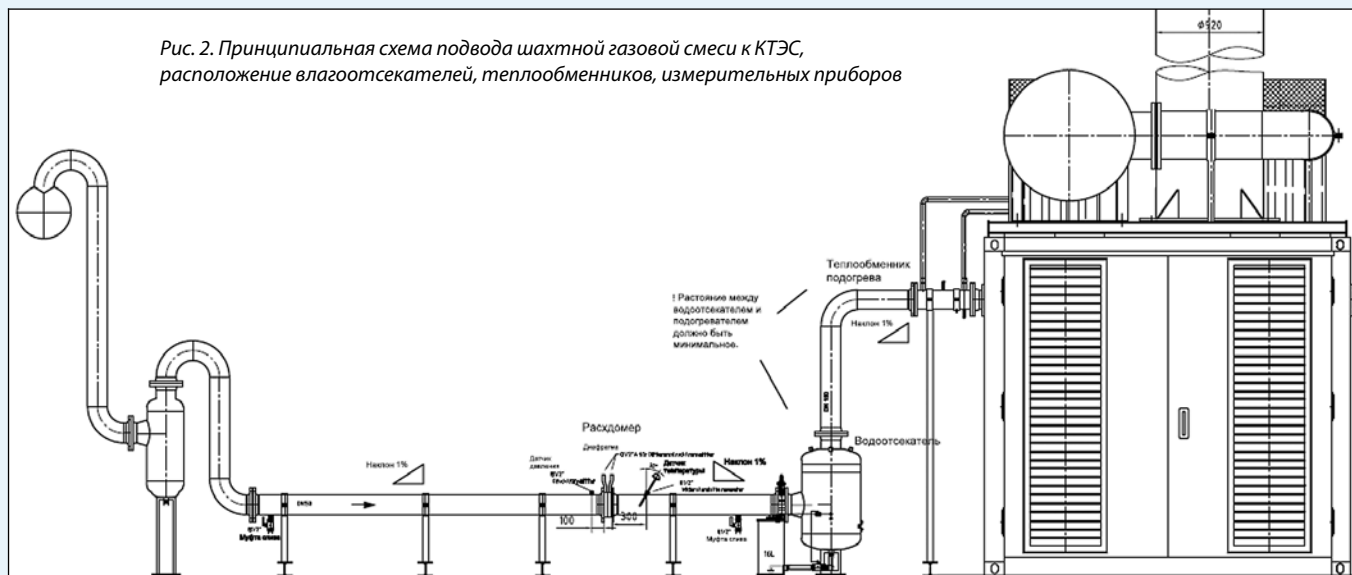 Рис. 2. Принципиальная схема подвода шахтной газовой смеси к КТЭС,
расположение влагоотсекателей, теплообменников, измерительных приборов
Ø920
Теплообменник
подогрева
! Растояние между
водоотсекателем и
подогревателем
должно быть
минимальное.
Наклон 1%
Расхдомер
Диафрагма
Водоотсекатель
Датчик
давления
Датчик
температуры
Наклон 1%
Наклон 1%
100
300
Муфта слива
Муфта слива
16L